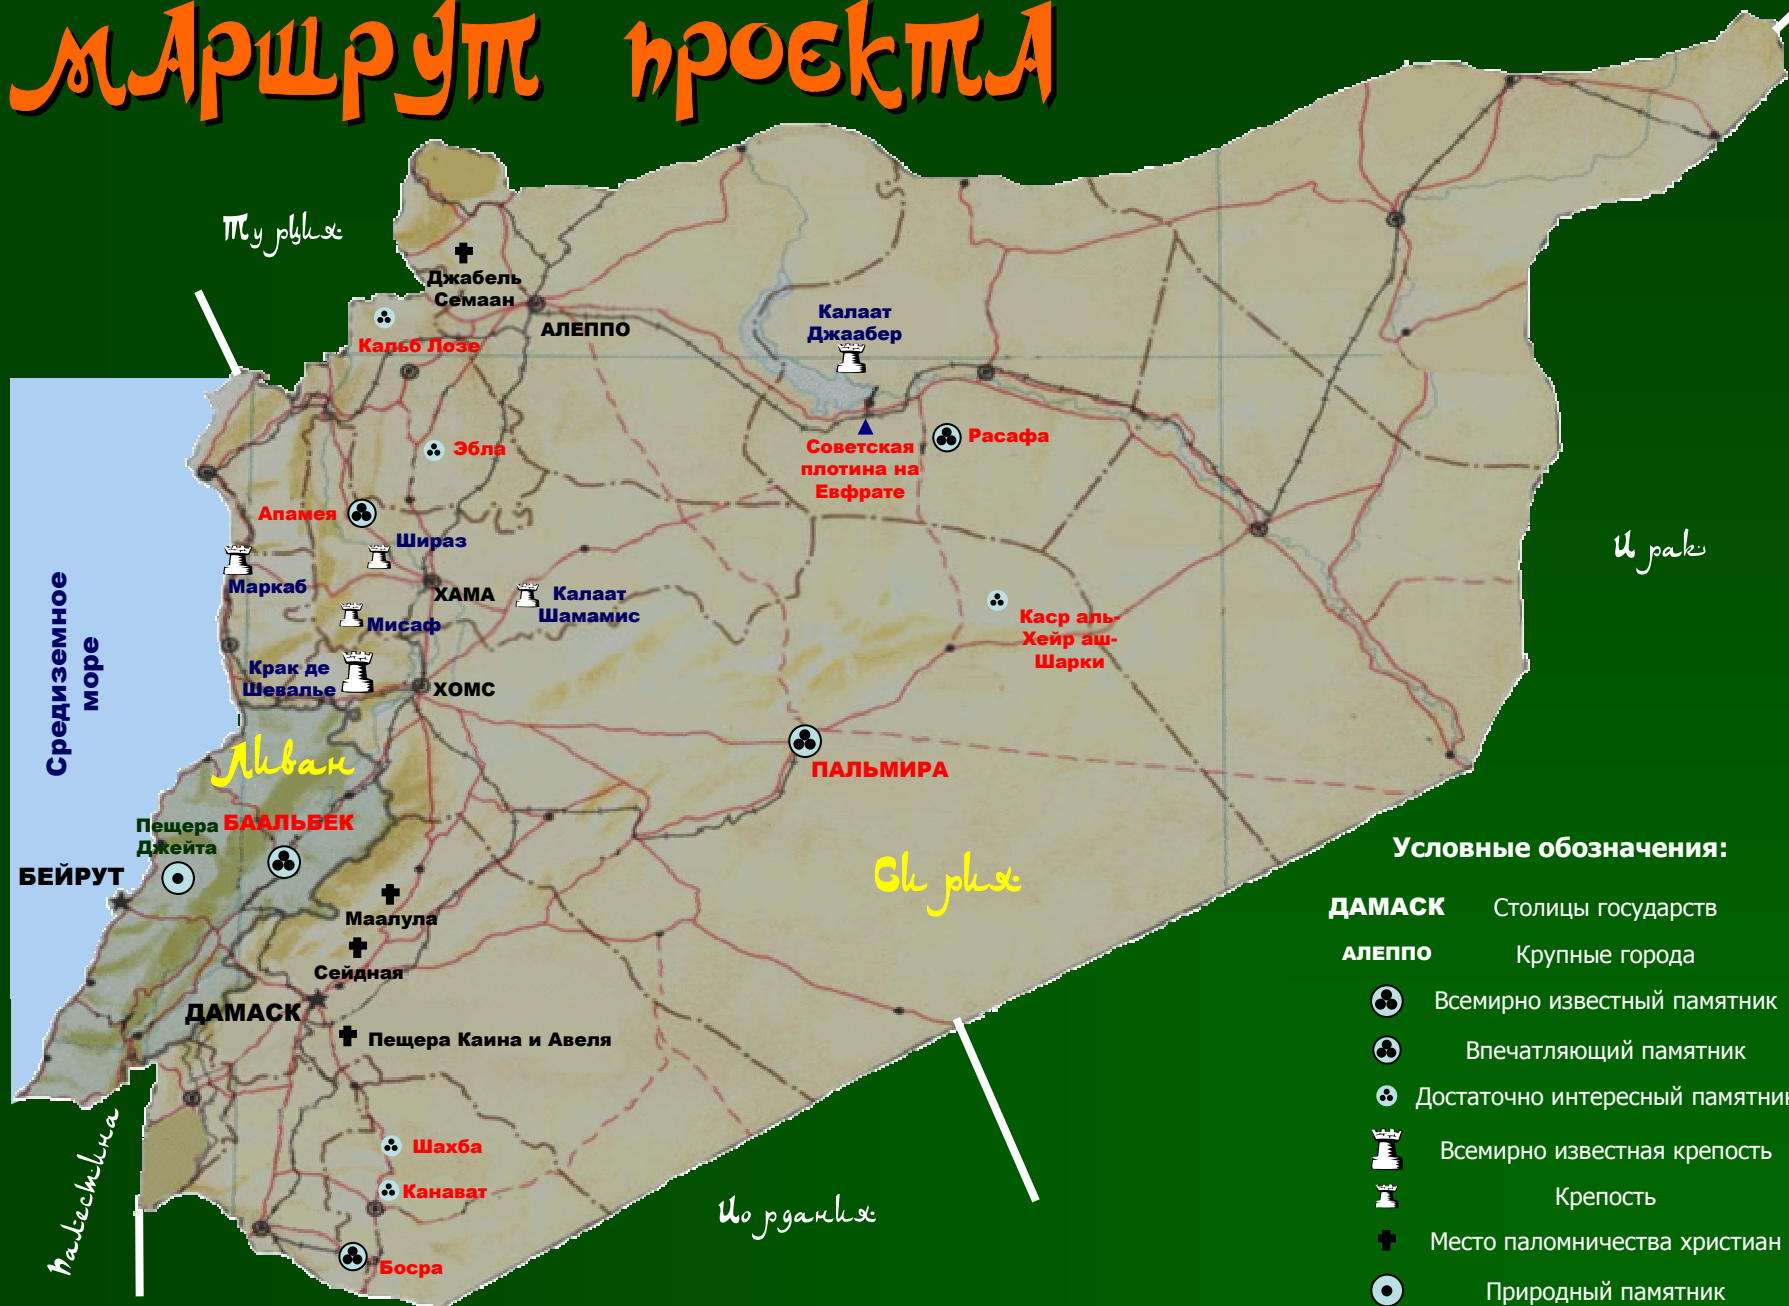 МАРШРУТ ПРОЕКТА
Турция
Джабель
Семаан
АЛЕППО
Кальб Лозе
Калаат
Джаабер
Эбла
Советская
плотина на
Евфрате
Расафа
Апамея
Шираз
Маркаб
ХАМА
Калаат
Шамамис
Мисаф
Каср аль-
Хейр аш-
Шарки
Ирак
Средиземное
море
Крак де
Шевалье
ХОМС
Ливан
ПАЛЬМИРА
Пещера
Джейта
БААЛЬБЕК
БЕЙРУТ
Сирия
Маалула
Сейдная
ДАМАСК
Пещера Каина и Авеля
Палестина
Шахба
Канават
Иордания
Босра
Условные обозначения:
ДАМАСК Столицы государств
АЛЕППО Крупные города
Всемирно известный памятник
Впечатляющий памятник
Достаточно интересный памятник
Всемирно известная крепость
Крепость
Место паломничества христиан
Природный памятник